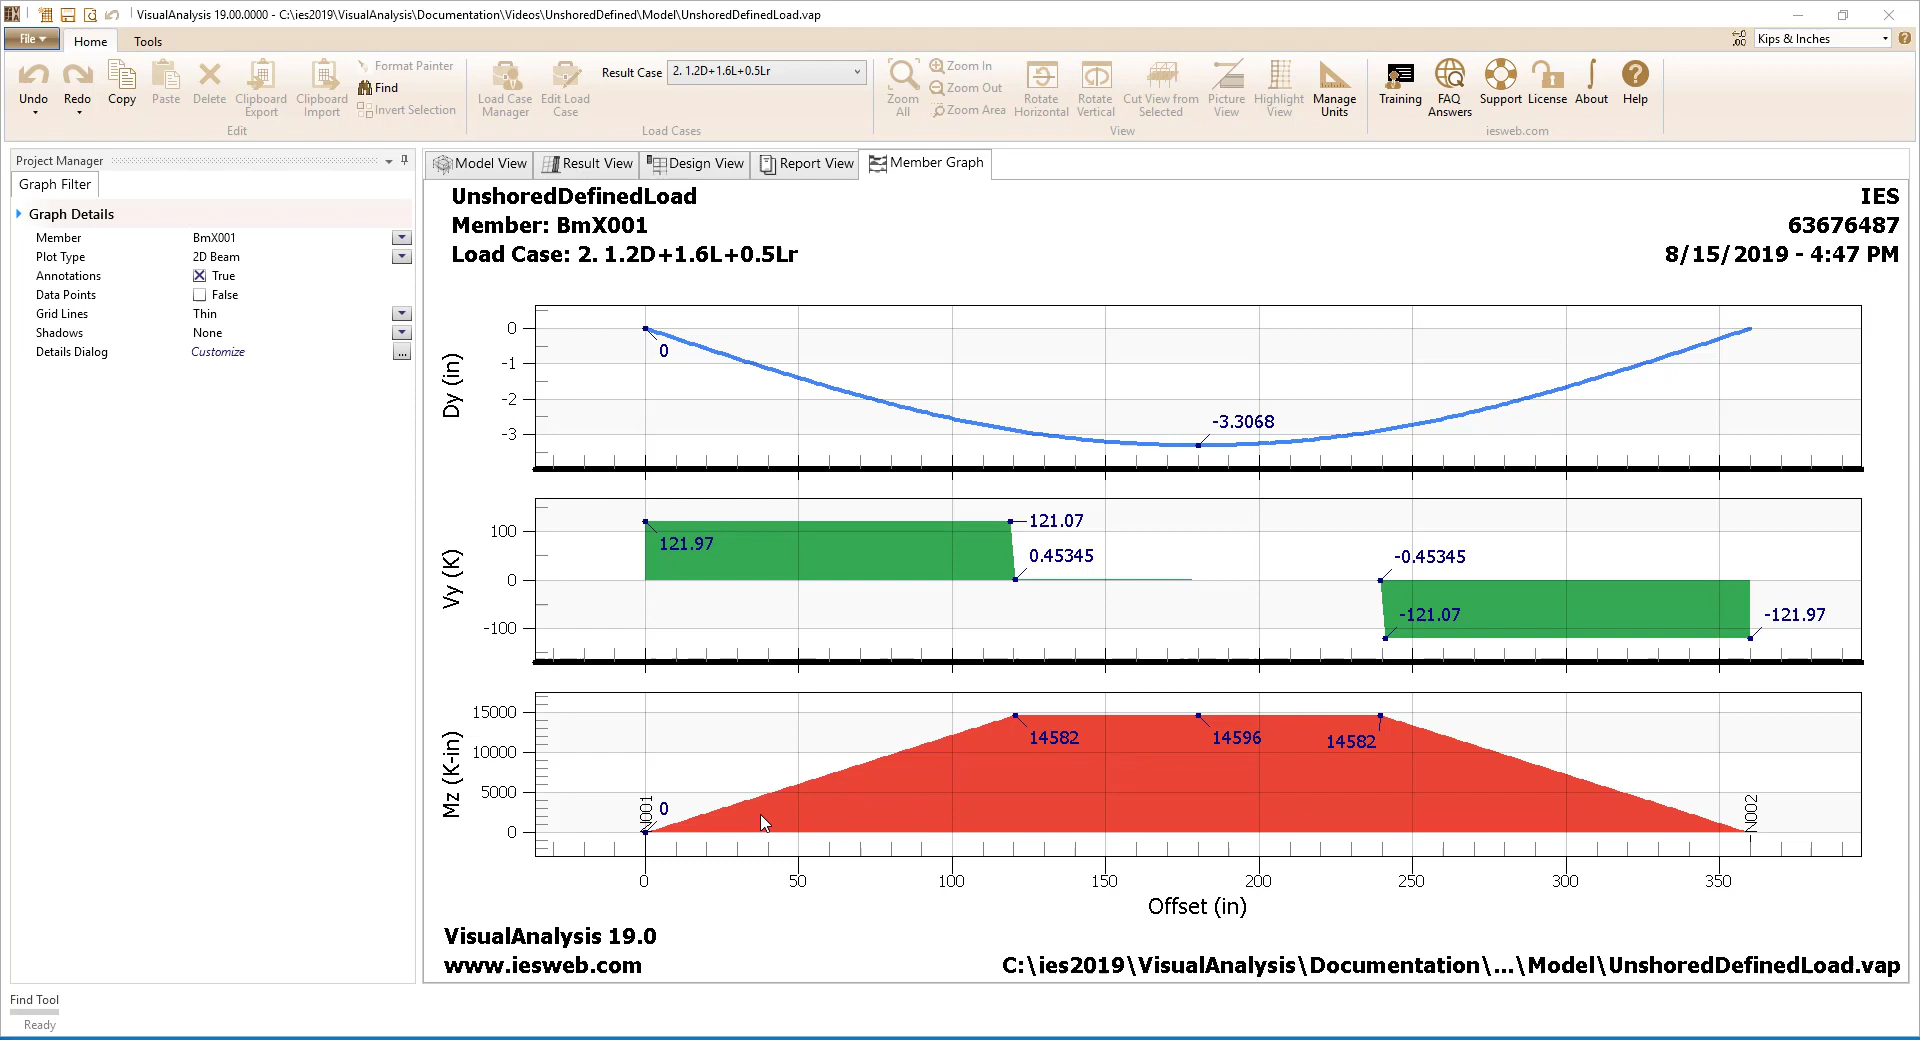 VisualAnalysis 19.00.0000 - C:\ies2019\VisualAnalysis\Documentation\Videos\UnshoredDefined\Model\UnshoredDefinedLoad.vap
File Home Tools
Kips & Inches
Undo Redo Copy Paste Delete Clipboard Export Clipboard Import
Format Painter
Find
Invert Selection
Edit
Load Case Manager Edit Load Case
Result Case 2. 1.2D+1.6L+0.5Lr
Load Cases
Zoom All
Zoom In
Zoom Out
Zoom Area
Rotate Horizontal Rotate Vertical Cut View from Selected Picture View Highlight View Manage Units
View
Training FAQ Answers Support License About Help
iesweb.com
Project Manager
Graph Filter
Graph Details
Member BmX001
Plot Type 2D Beam
Annotations True
Data Points False
Grid Lines Thin
Shadows None
Details Dialog Customize ...
Model View Result View Design View Report View Member Graph
UnshoredDefinedLoad IES
Member: BmX001 63676487
Load Case: 2. 1.2D+1.6L+0.5Lr 8/15/2019 - 4:47 PM
Dy (in)
0
-1
-2
-3
0
-3.3068
Vy (K)
100
0
-100
121.97
121.07
0.45345
-0.45345
-121.07
-121.97
Mz (K-in)
15000
10000
5000
0
N001
0
14582
14596
14582
N002
0 50 100 150 200 250 300 350
Offset (in)
VisualAnalysis 19.0
www.iesweb.com C:\ies2019\VisualAnalysis\Documentation\...\Model\UnshoredDefinedLoad.vap
Find Tool
Ready